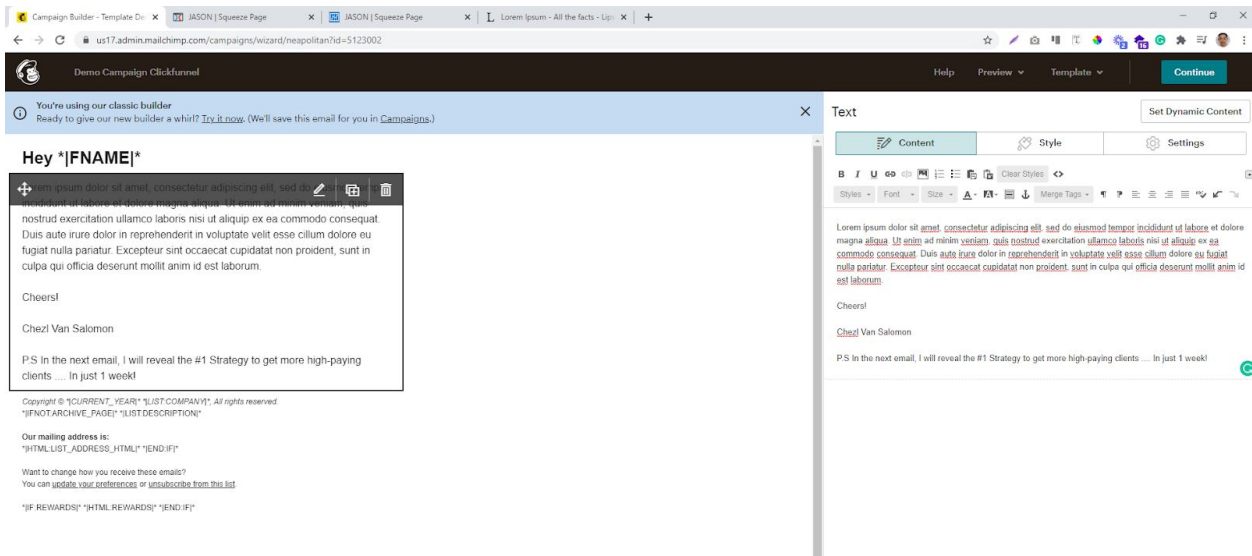 Campaign Builder - Template De
JASON | Squeeze Page
JASON | Squeeze Page
Lorem Ipsum - All the facts - Lip
us17.admin.mailchimp.com/campaigns/wizard/neapolitan?id=5123002
Demo Campaign Clickfunnel
Help
Preview
Template
Continue
You're using our classic builder
Ready to give our new builder a whirl? Try it now. (We'll save this email for you in Campaigns.)
Hey *|FNAME|*
nostrud exercitation ullamco laboris nisi ut aliquip ex ea commodo consequat.
Duis aute irure dolor in reprehenderit in voluptate velit esse cillum dolore eu
fugiat nulla pariatur. Excepteur sint occaecat cupidatat non proident, sunt in
culpa qui officia deserunt mollit anim id est laborum.
Cheers!
Chezl Van Salomon
P.S In the next email, I will reveal the #1 Strategy to get more high-paying
clients .... In just 1 week!
Copyright © *|CURRENT_YEAR|* *|LIST:COMPANY|*, All rights reserved.
*|IFNOT:ARCHIVE_PAGE|* *|LIST:DESCRIPTION|*
Our mailing address is:
*|HTML:LIST_ADDRESS_HTML|* *|END:IF|*
Want to change how you receive these emails?
You can update your preferences or unsubscribe from this list.
*|IF:REWARDS|* *|HTML:REWARDS|* *|END:IF|*
Text
Set Dynamic Content
Content
Style
Settings
B I U
Clear Styles
Styles
Font
Size
A
Merge Tags
Lorem ipsum dolor sit amet, consectetur adipiscing elit, sed do eiusmod tempor incididunt ut labore et dolore
magna aliqua. Ut enim ad minim veniam, quis nostrud exercitation ullamco laboris nisi ut aliquip ex ea
commodo consequat. Duis aute irure dolor in reprehenderit in voluptate velit esse cillum dolore eu fugiat
nulla pariatur. Excepteur sint occaecat cupidatat non proident, sunt in culpa qui officia deserunt mollit anim id
est laborum.
Cheers!
Chezl Van Salomon
P.S In the next email, I will reveal the #1 Strategy to get more high-paying clients .... In just 1 week!